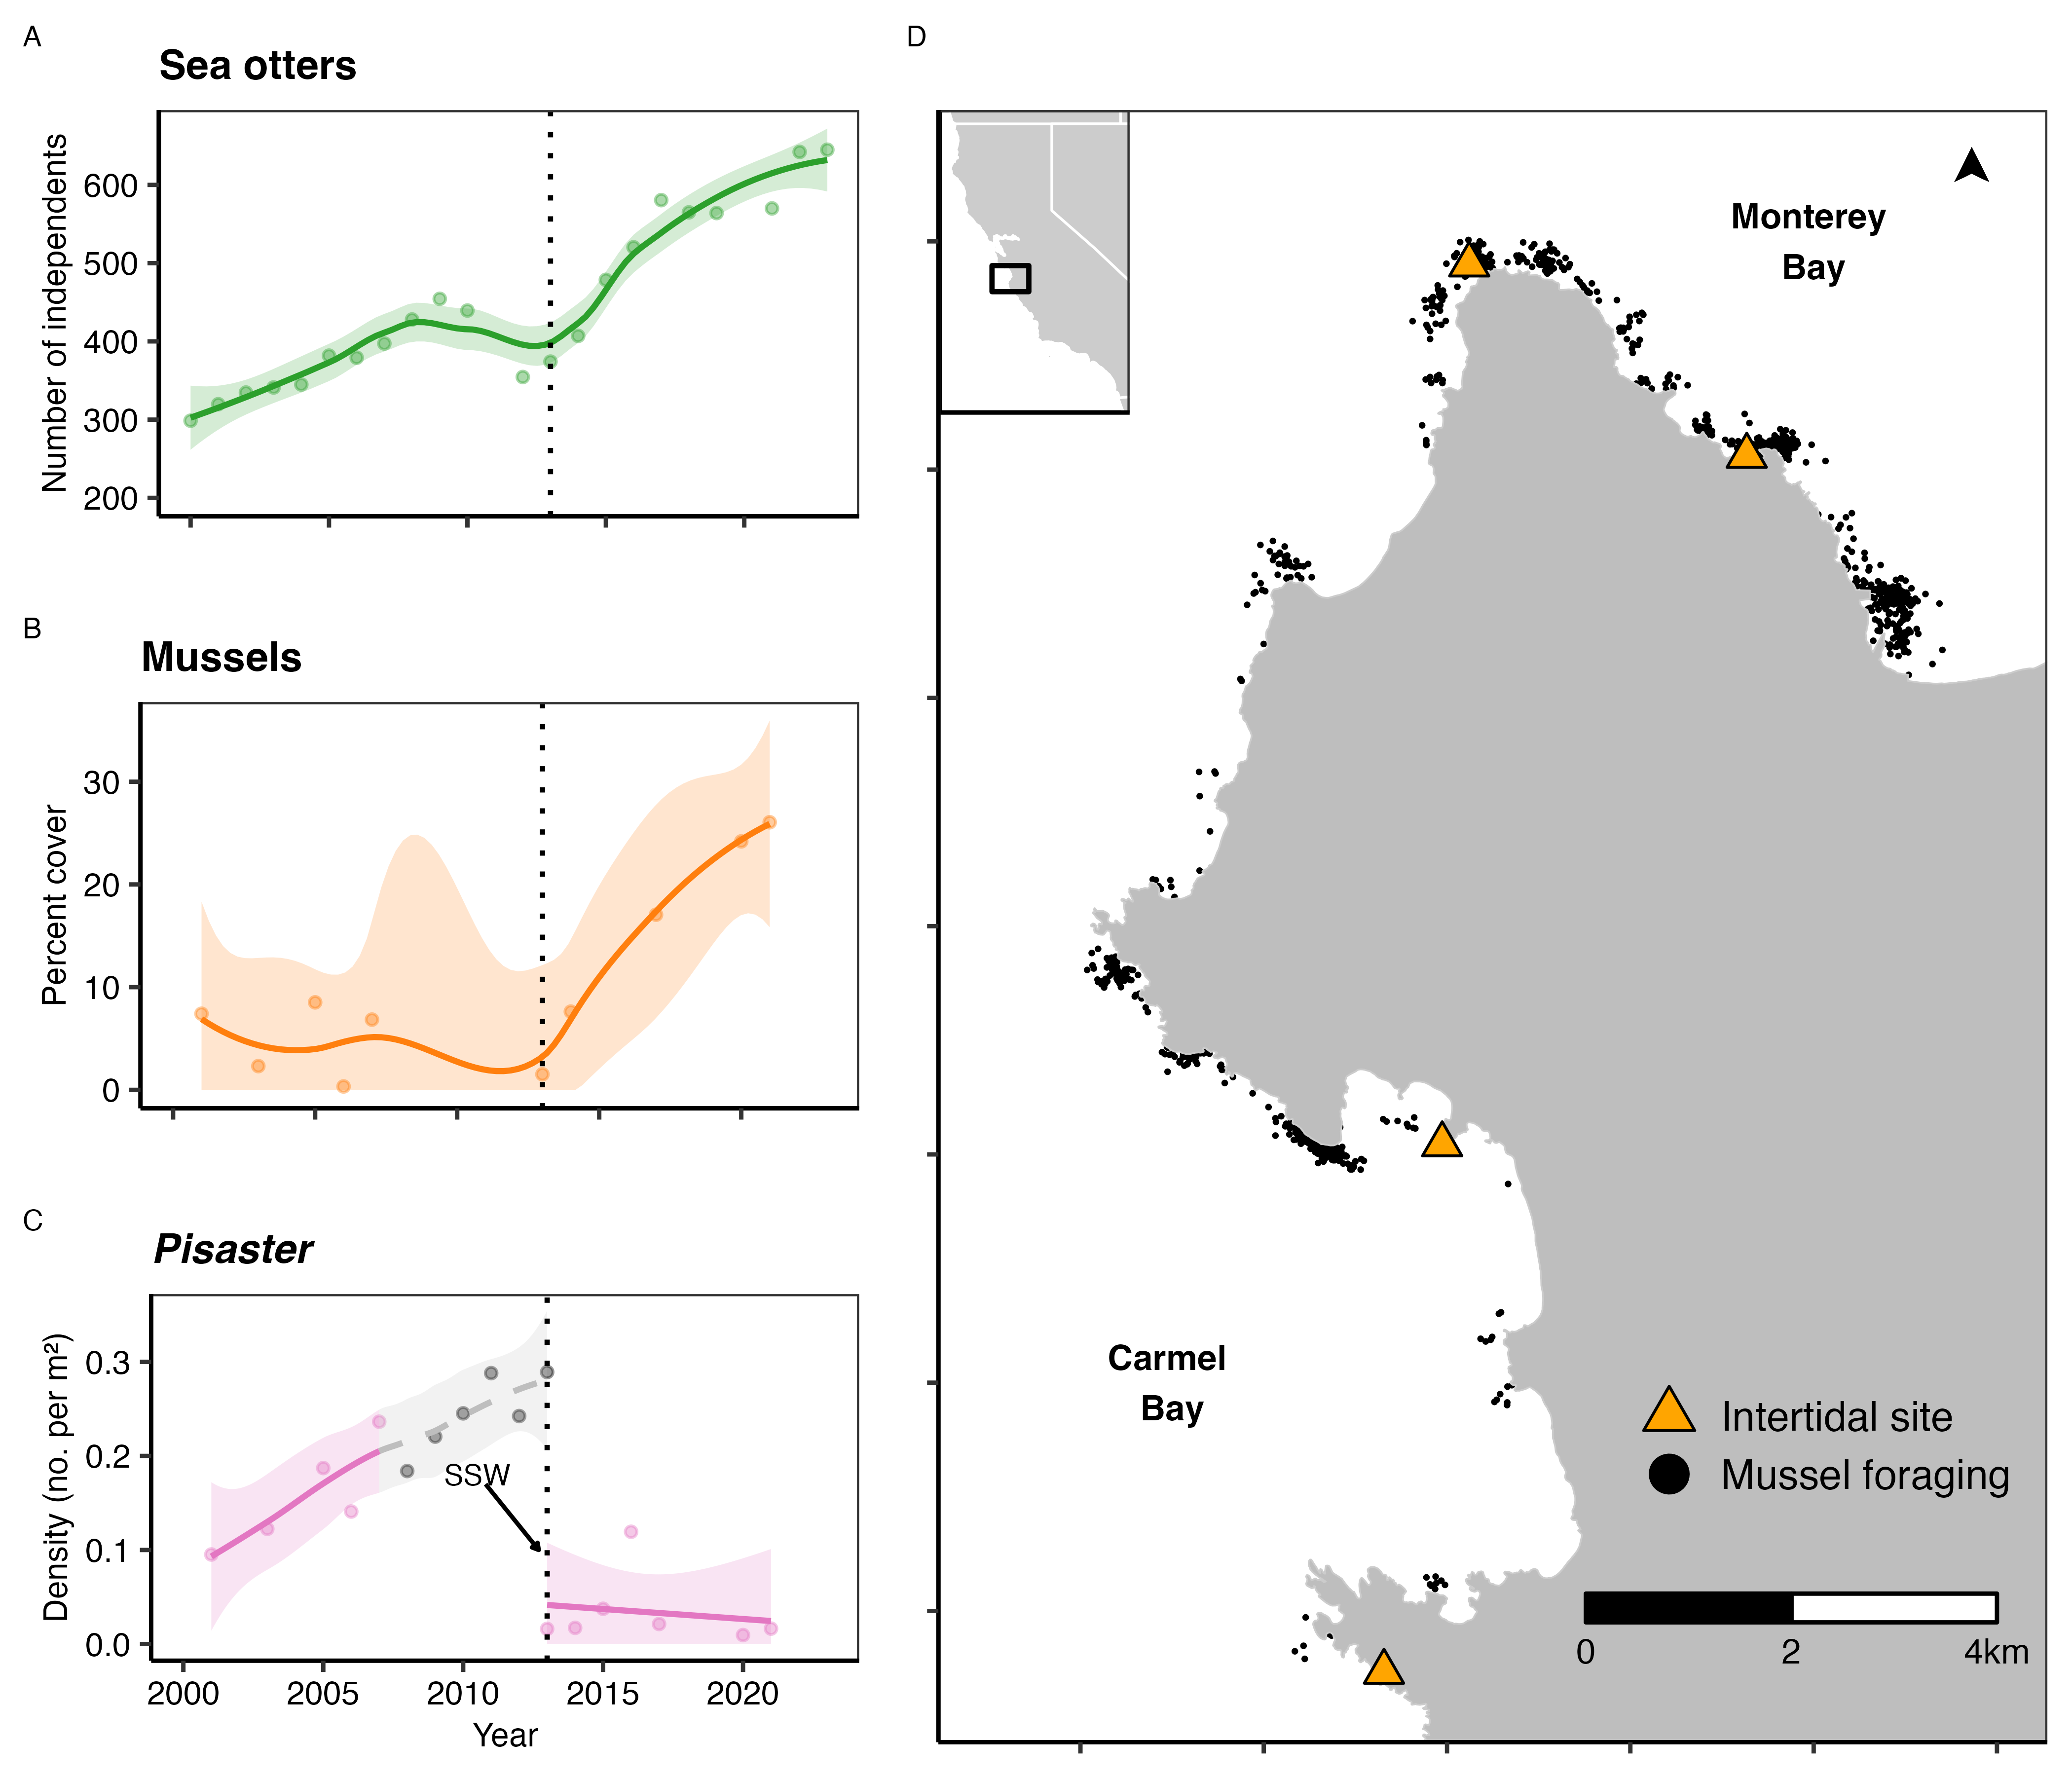 A
Sea otters
Number of independents
600
500
400
300
200
B
Mussels
Percent cover
30
20
10
0
C
Pisaster
Density (no. per m²)
0.3
0.2
0.1
0.0
SSW
2000 2005 2010 2015 2020
Year
D
Monterey
Bay
Carmel
Bay
Intertidal site
Mussel foraging
0 2 4km